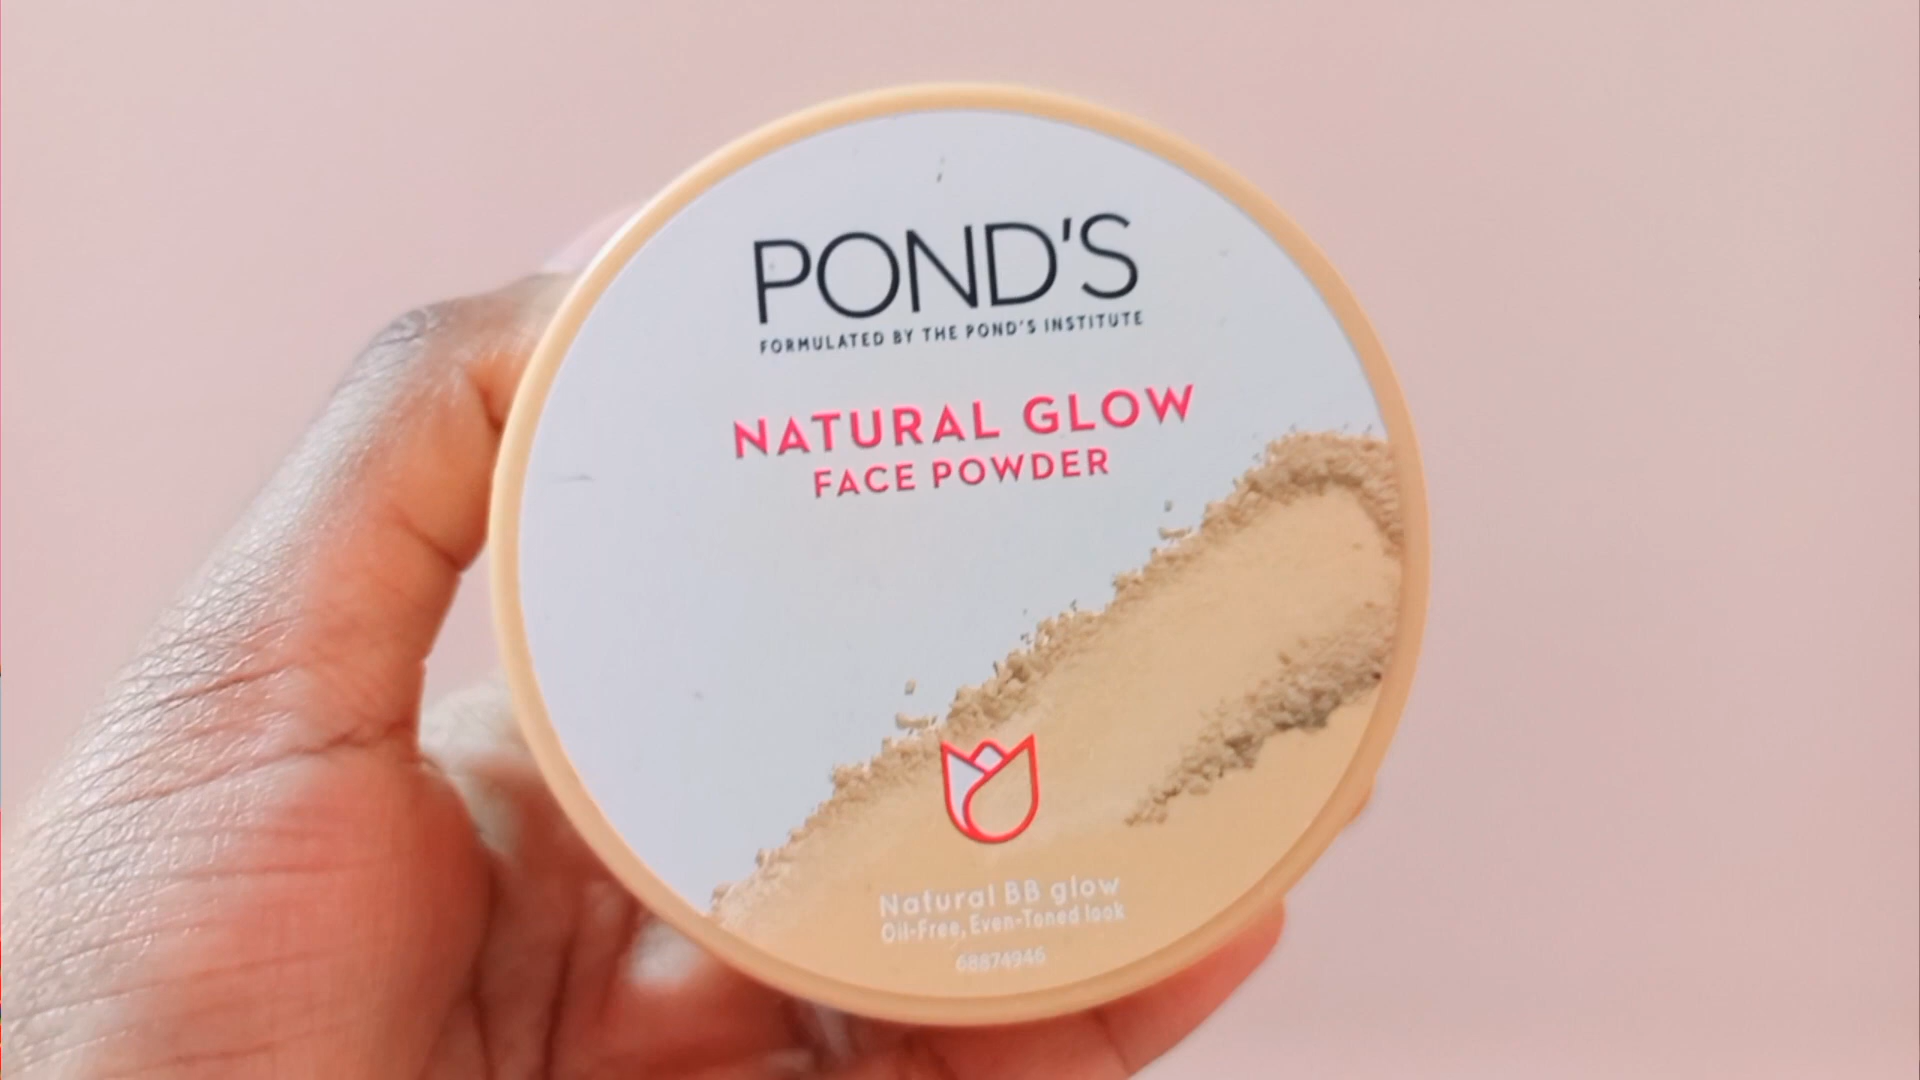 POND'S
FORMULATED BY THE POND'S INSTITUTE
NATURAL GLOW
FACE POWDER
Natural BB glow
Oil-Free, Even-Toned look
68874946